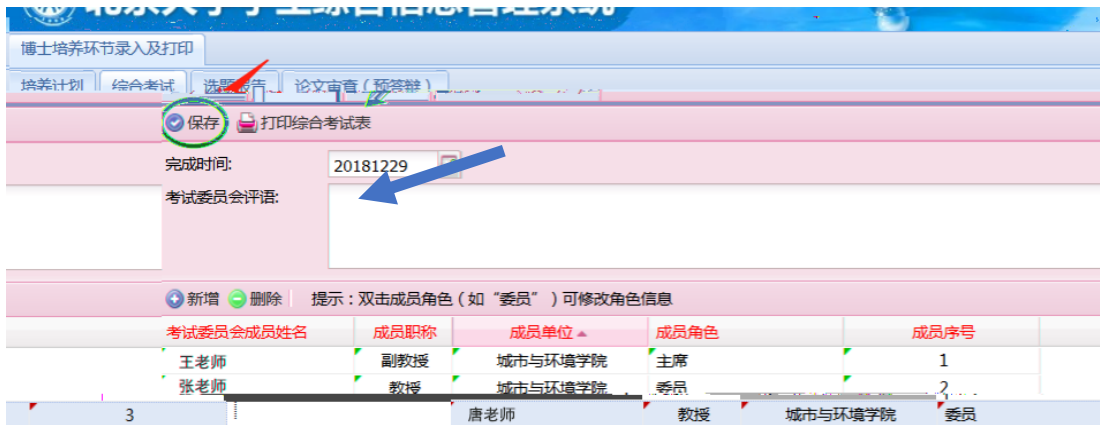 博士培养环节录入及打印
培养计划 综合考试 选题报告 论文审查（预答辩）
保存 打印综合考试表
完成时间: 20181229
考试委员会评语:
新增 删除 提示：双击成员角色（如“委员”）可修改角色信息
考试委员会成员姓名 成员职称 成员单位 成员角色 成员序号
王老师 副教授 城市与环境学院 主席 1
张老师 教授 城市与环境学院 委员 2
3 唐老师 教授 城市与环境学院 委员